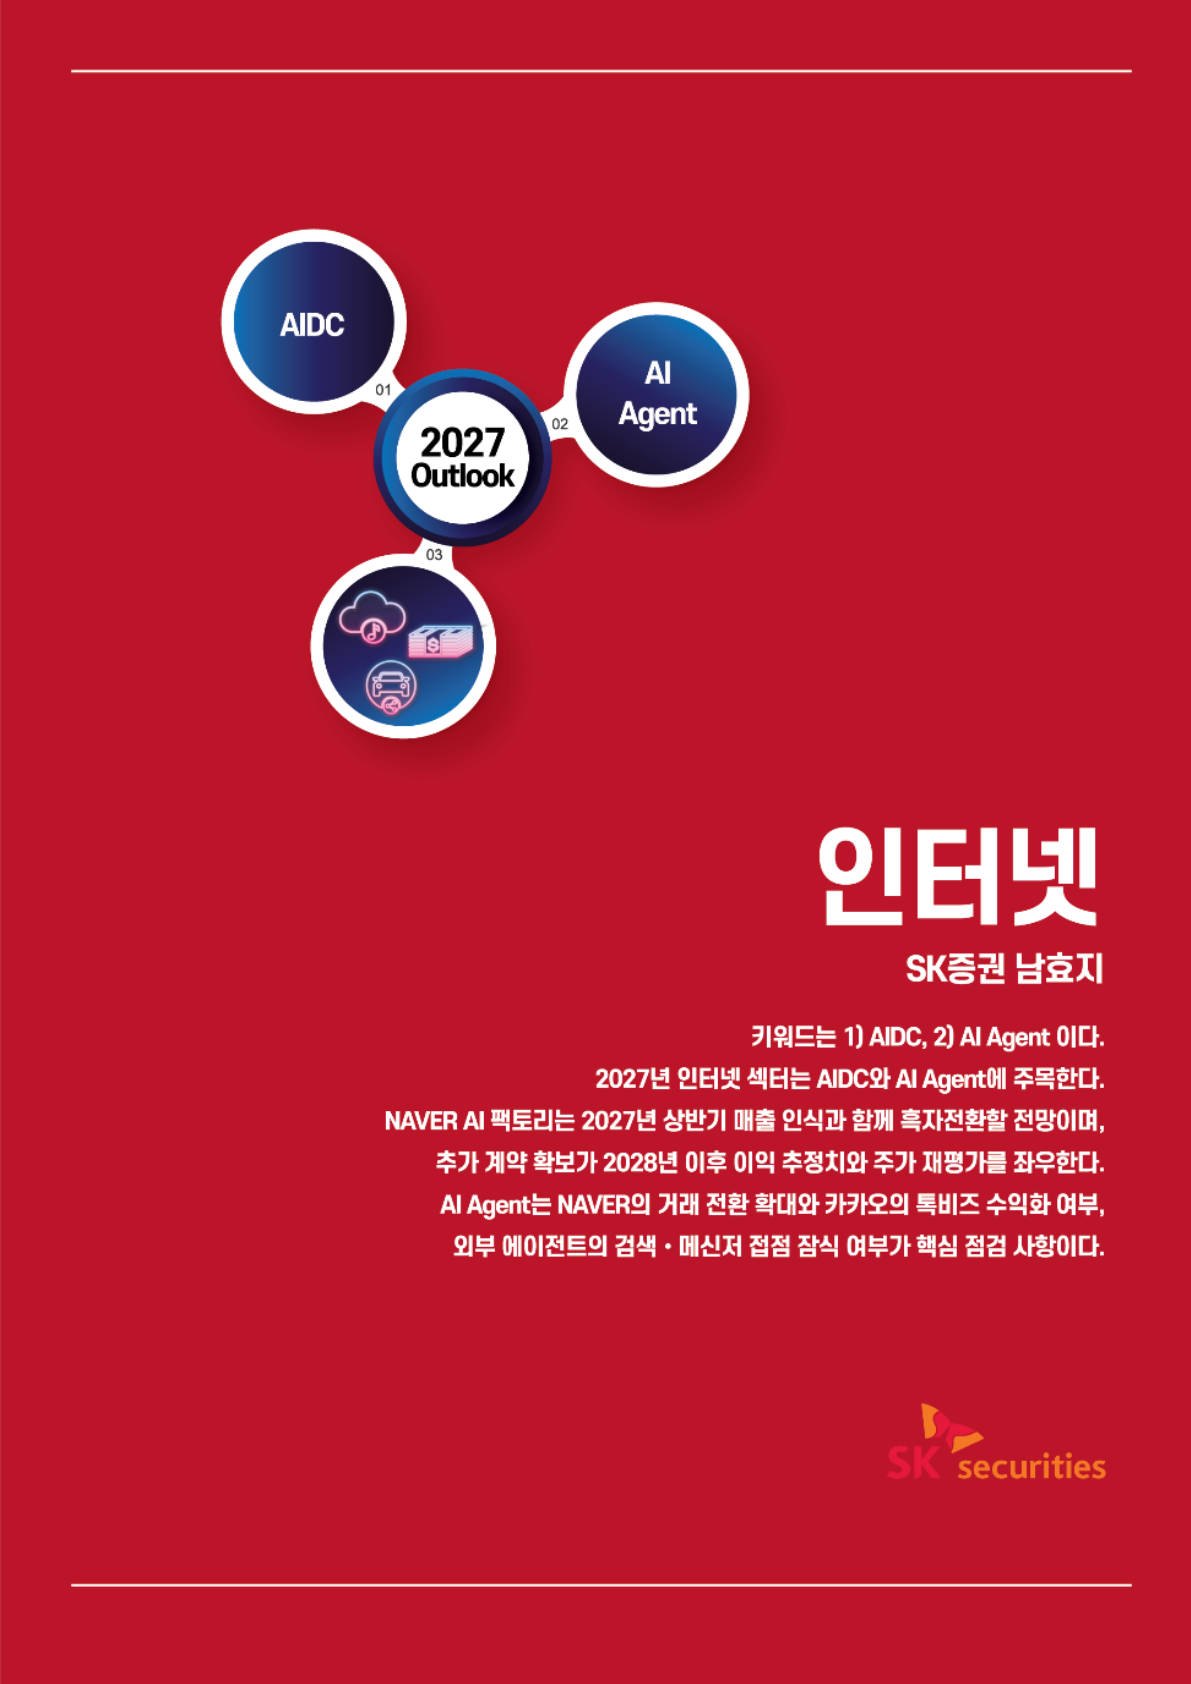 AIDC
01
AI
Agent
02
2027
Outlook
03
인터넷
SK증권 남효지
키워드는 1) AIDC, 2) AI Agent 이다.
2027년 인터넷 섹터는 AIDC와 AI Agent에 주목한다.
NAVER AI 팩토리는 2027년 상반기 매출 인식과 함께 흑자전환할 전망이며,
추가 계약 확보가 2028년 이후 이익 추정치와 주가 재평가를 좌우한다.
AI Agent는 NAVER의 거래 전환 확대와 카카오의 톡비즈 수익화 여부,
외부 에이전트의 검색・메신저 접점 잠식 여부가 핵심 점검 사항이다.
SK securities